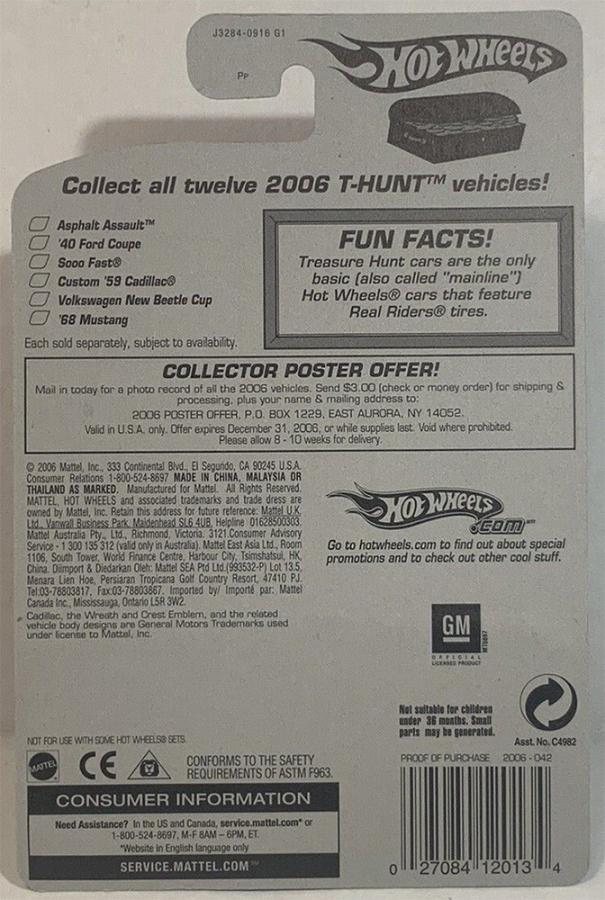 J3284-0916 G1
Pp
HOT WHEELS
Collect all twelve 2006 T-HUNT™ vehicles!
Asphalt Assault™
'40 Ford Coupe
Sooo Fast®
Custom '59 Cadillac®
Volkswagen New Beetle Cup
'68 Mustang
Each sold separately, subject to availability.
FUN FACTS!
Treasure Hunt cars are the only
basic (also called "mainline")
Hot Wheels® cars that feature
Real Riders® tires.
COLLECTOR POSTER OFFER!
Mail in today for a photo record of all the 2006 vehicles. Send $3.00 (check or money order) for shipping &
processing, plus your name & mailing address to:
2006 POSTER OFFER, P.O. BOX 1229, EAST AURORA, NY 14052.
Valid in U.S.A. only. Offer expires December 31, 2006, or while supplies last. Void where prohibited.
Please allow 8 - 10 weeks for delivery.
© 2006 Mattel, Inc., 333 Continental Blvd., El Segundo, CA 90245 U.S.A.
Consumer Relations 1-800-524-8697 MADE IN CHINA, MALAYSIA OR
THAILAND AS MARKED. Manufactured for Mattel. All Rights Reserved.
MATTEL, HOT WHEELS and associated trademarks and trade dress are
owned by Mattel, Inc. Retain this address for future reference: Mattel U.K.
Ltd., Vanwall Business Park, Maidenhead SL6 4UB. Helpline 01628500303.
Mattel Australia Pty., Ltd., Richmond, Victoria. 3121.Consumer Advisory
Service - 1 300 135 312 (valid only in Australia). Mattel East Asia Ltd., Room
1106, South Tower, World Finance Centre, Harbour City, Tsimshatsui, HK,
China. Diimport & Diedarkan Oleh: Mattel SEA Ptd Ltd.(993532-P) Lot 13.5,
Menara Lien Hoe, Persiaran Tropicana Golf Country Resort, 47410 PJ.
Tel:03-78803817, Fax:03-78803867. Imported by/ Importé par: Mattel
Canada Inc., Mississauga, Ontario L5R 3W2.
Cadillac, the Wreath and Crest Emblem, and the related
vehicle body designs are General Motors Trademarks used
under license to Mattel, Inc.
HOT WHEELS
.COM
Go to hotwheels.com to find out about special
promotions and to check out other cool stuff.
GM
OFFICIAL
LICENSED PRODUCT
Not suitable for children
under 36 months. Small
parts may be generated.
Asst. No. C4982
NOT FOR USE WITH SOME HOT WHEELS® SETS.
MATTEL
CE
CONFORMS TO THE SAFETY
REQUIREMENTS OF ASTM F963.
CONSUMER INFORMATION
Need Assistance? In the US and Canada, service.mattel.com* or
1-800-524-8697, M-F 8AM – 6PM, ET.
*Website in English language only
SERVICE.MATTEL.COM™
PROOF OF PURCHASE 2006 - 042
0 27084 12013 4